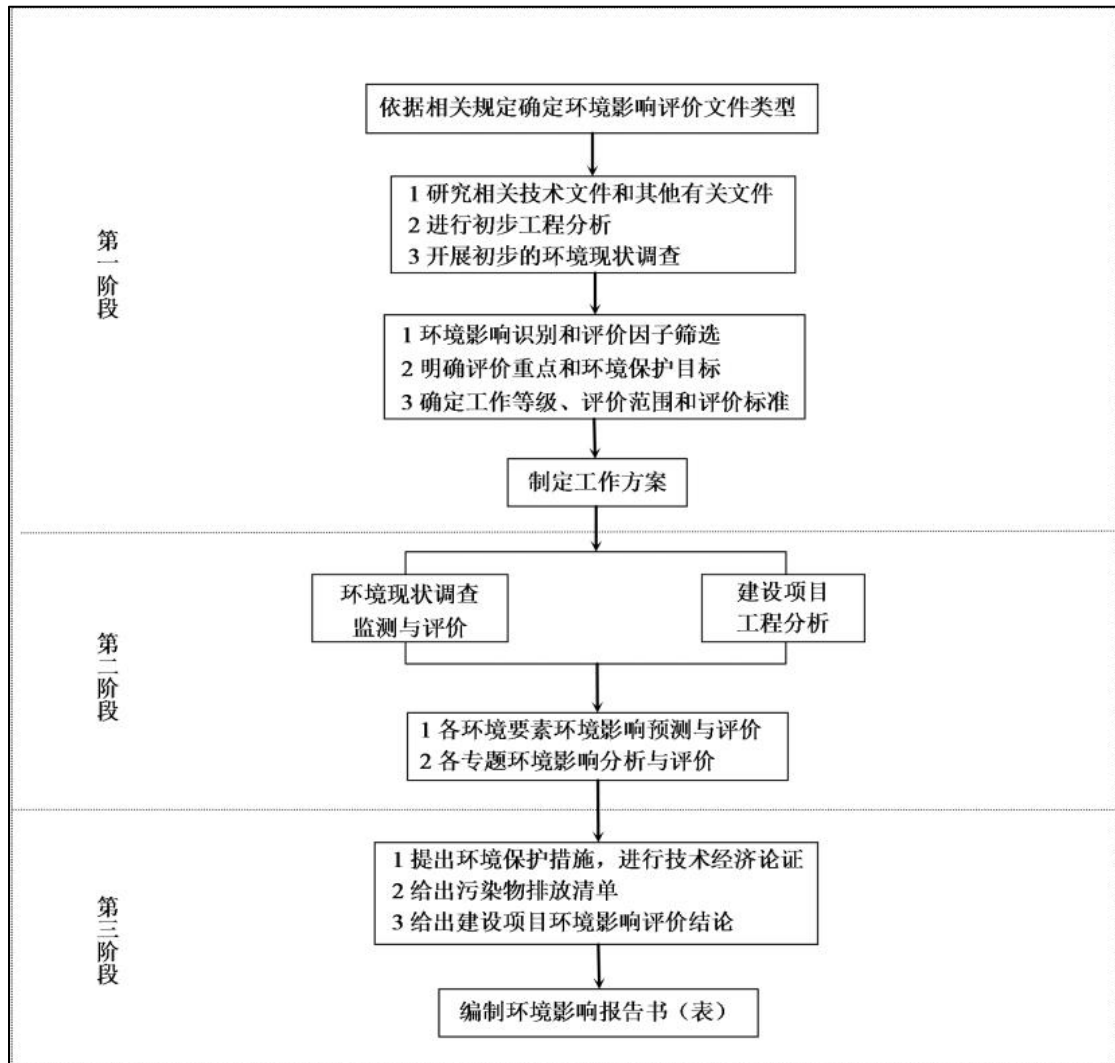 依据相关规定确定环境影响评价文件类型
1 研究相关技术文件和其他有关文件
2 进行初步工程分析
3 开展初步的环境现状调查
第一阶段
1 环境影响识别和评价因子筛选
2 明确评价重点和环境保护目标
3 确定工作等级、评价范围和评价标准
制定工作方案
环境现状调查
监测与评价
建设项目
工程分析
第二阶段
1 各环境要素环境影响预测与评价
2 各专题环境影响分析与评价
1 提出环境保护措施，进行技术经济论证
2 给出污染物排放清单
3 给出建设项目环境影响评价结论
第三阶段
编制环境影响报告书（表）